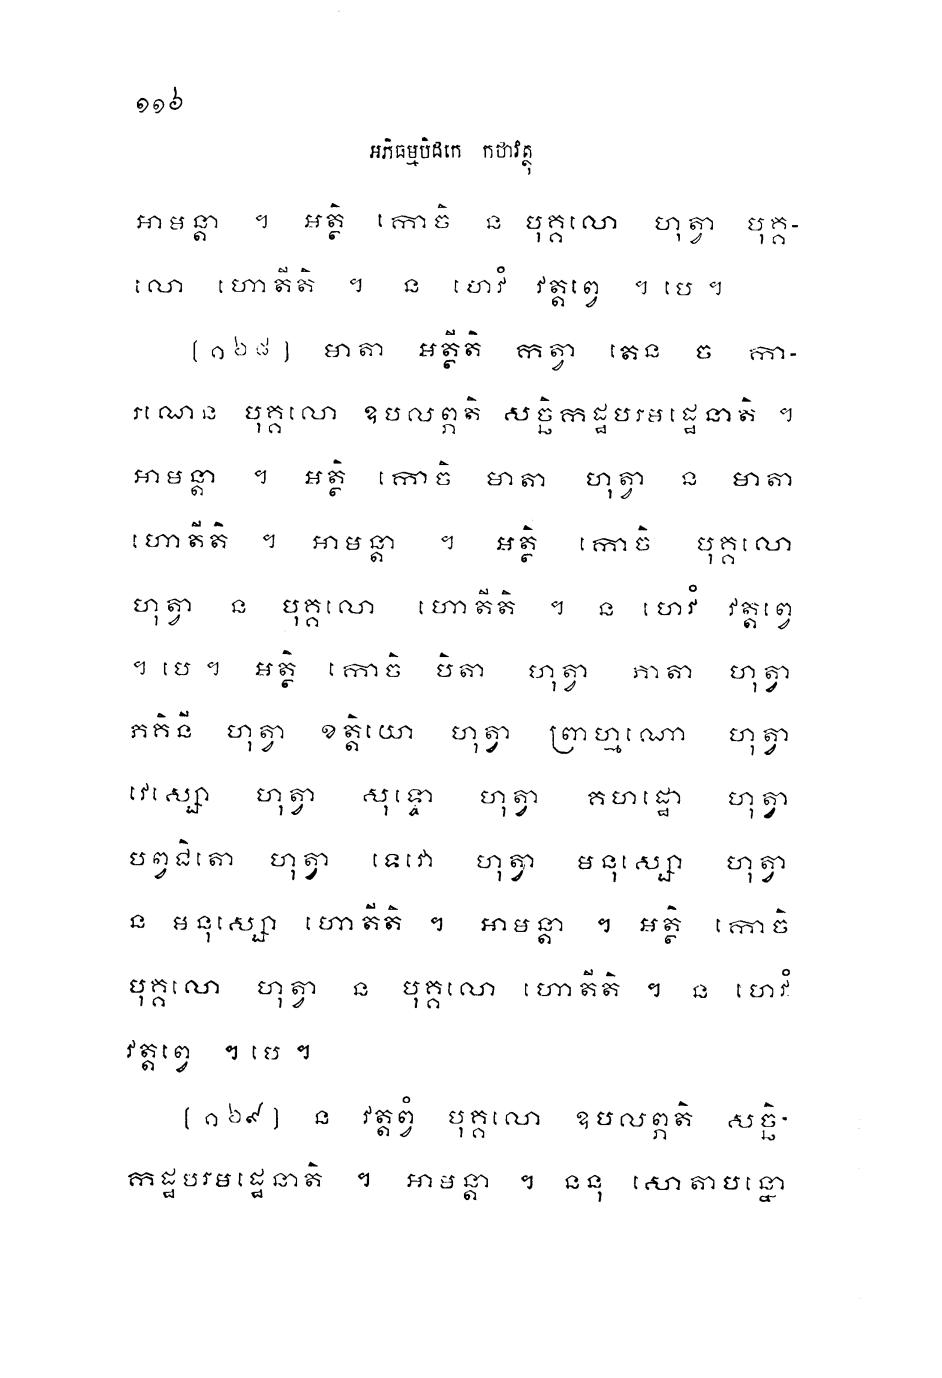 ១១៦
អភិធម្មបិដកេ កថាវត្ថុ
អាមន្តា ។ អត្ថិ កោចិ ន បុគ្គលោ ហុត្វា បុគ្គ-
លោ ហោតីតិ ។ ន ហេវំ វត្តព្វេ ។ បេ ។
[១៦៨] មាតា អត្ថីតិ កត្វា តេន ច កា-
រណេន បុគ្គលោ ឧបលព្ភតិ សច្ឆិកដ្ឋបរមដ្ឋេនាតិ ។
អាមន្តា ។ អត្ថិ កោចិ មាតា ហុត្វា ន មាតា
ហោតីតិ ។ អាមន្តា ។ អត្ថិ កោចិ បុគ្គលោ
ហុត្វា ន បុគ្គលោ ហោតីតិ ។ ន ហេវំ វត្តព្វេ
។ បេ ។ អត្ថិ កោចិ បិតា ហុត្វា ភាតា ហុត្វា
ភគិនី ហុត្វា ខត្តិយោ ហុត្វា ព្រាហ្មណោ ហុត្វា
វេស្សោ ហុត្វា សុទ្ទោ ហុត្វា គហដ្ឋោ ហុត្វា
បព្វជិតោ ហុត្វា ទេវោ ហុត្វា មនុស្សោ ហុត្វា
ន មនុស្សោ ហោតីតិ ។ អាមន្តា ។ អត្ថិ កោចិ
បុគ្គលោ ហុត្វា ន បុគ្គលោ ហោតីតិ ។ ន ហេវំ
វត្តព្វេ ។ បេ ។
[១៦៩] ន វត្តព្វំ បុគ្គលោ ឧបលព្ភតិ សច្ឆិ-
កដ្ឋបរមដ្ឋេនាតិ ។ អាមន្តា ។ ននុ សោតាបន្នោ